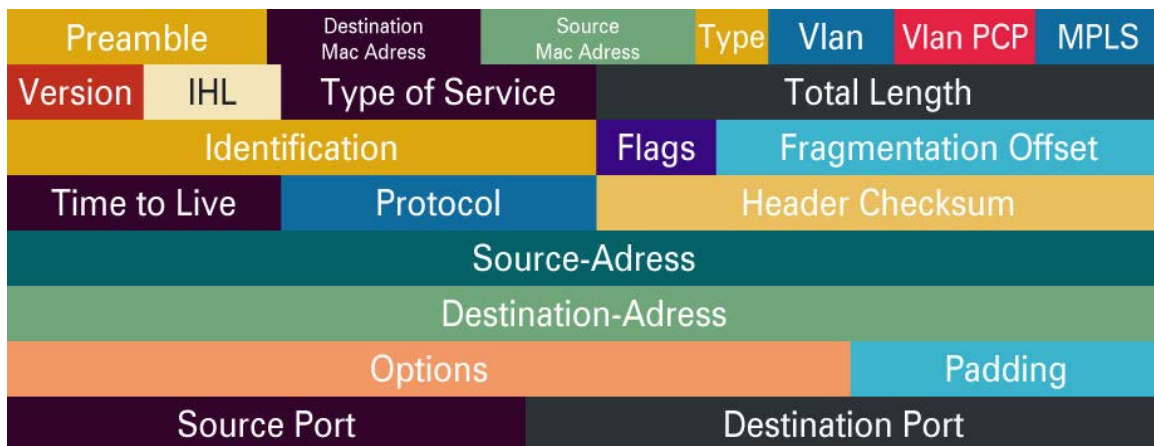 Preamble
Destination
Mac Adress
Source
Mac Adress
Type
Vlan
Vlan PCP
MPLS
Version
IHL
Type of Service
Total Length
Identification
Flags
Fragmentation Offset
Time to Live
Protocol
Header Checksum
Source-Adress
Destination-Adress
Options
Padding
Source Port
Destination Port